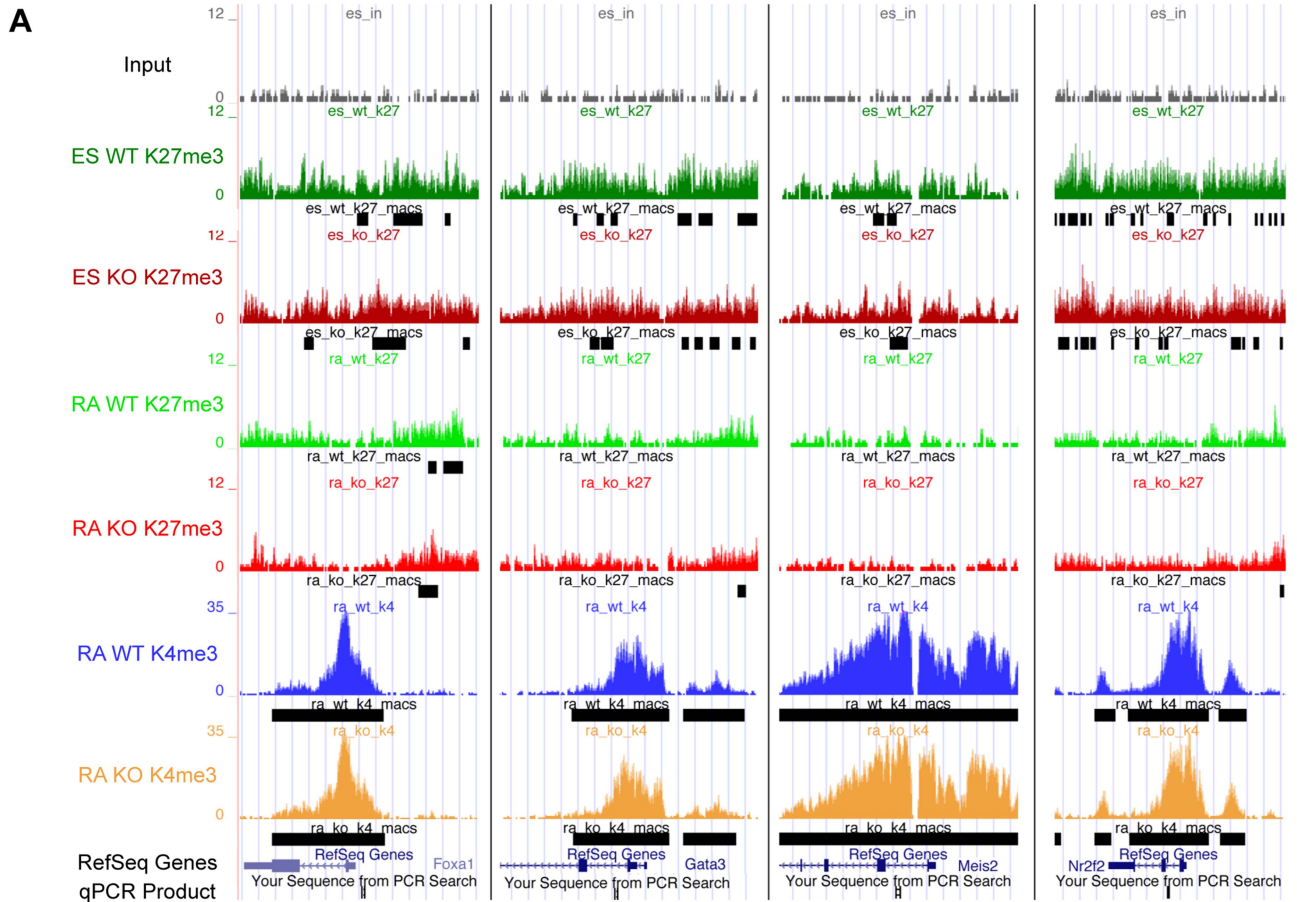 A
12 _ es_in es_in es_in es_in
Input
0
12 _ es_wt_k27 es_wt_k27 es_wt_k27 es_wt_k27
ES WT K27me3
0
es_wt_k27_macs es_wt_k27_macs es_wt_k27_macs es_wt_k27_macs
12 _ es_ko_k27 es_ko_k27 es_ko_k27 es_ko_k27
ES KO K27me3
0
es_ko_k27_macs es_ko_k27_macs es_ko_k27_macs es_ko_k27_macs
12 _ ra_wt_k27 ra_wt_k27 ra_wt_k27 ra_wt_k27
RA WT K27me3
0
ra_wt_k27_macs ra_wt_k27_macs ra_wt_k27_macs ra_wt_k27_macs
12 _ ra_ko_k27 ra_ko_k27 ra_ko_k27 ra_ko_k27
RA KO K27me3
0
ra_ko_k27_macs ra_ko_k27_macs ra_ko_k27_macs ra_ko_k27_macs
35 _ ra_wt_k4 ra_wt_k4 ra_wt_k4 ra_wt_k4
RA WT K4me3
0
ra_wt_k4_macs ra_wt_k4_macs ra_wt_k4_macs ra_wt_k4_macs
35 _ ra_ko_k4 ra_ko_k4 ra_ko_k4 ra_ko_k4
RA KO K4me3
0
ra_ko_k4_macs ra_ko_k4_macs ra_ko_k4_macs ra_ko_k4_macs
RefSeq Genes RefSeq Genes RefSeq Genes RefSeq Genes
RefSeq Genes Foxa1 Gata3 Meis2 Nr2f2
Your Sequence from PCR Search Your Sequence from PCR Search Your Sequence from PCR Search Your Sequence from PCR Search
qPCR Product